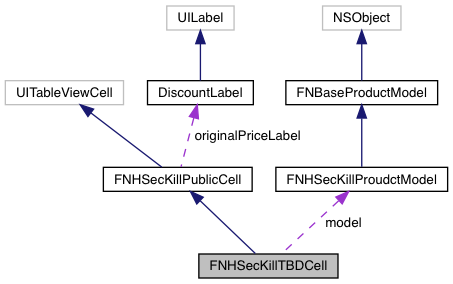 UILabel
NSObject
UITableViewCell
DiscountLabel
FNBaseProductModel
originalPriceLabel
FNHSecKillPublicCell
FNHSecKillProudctModel
model
FNHSecKillTBDCell